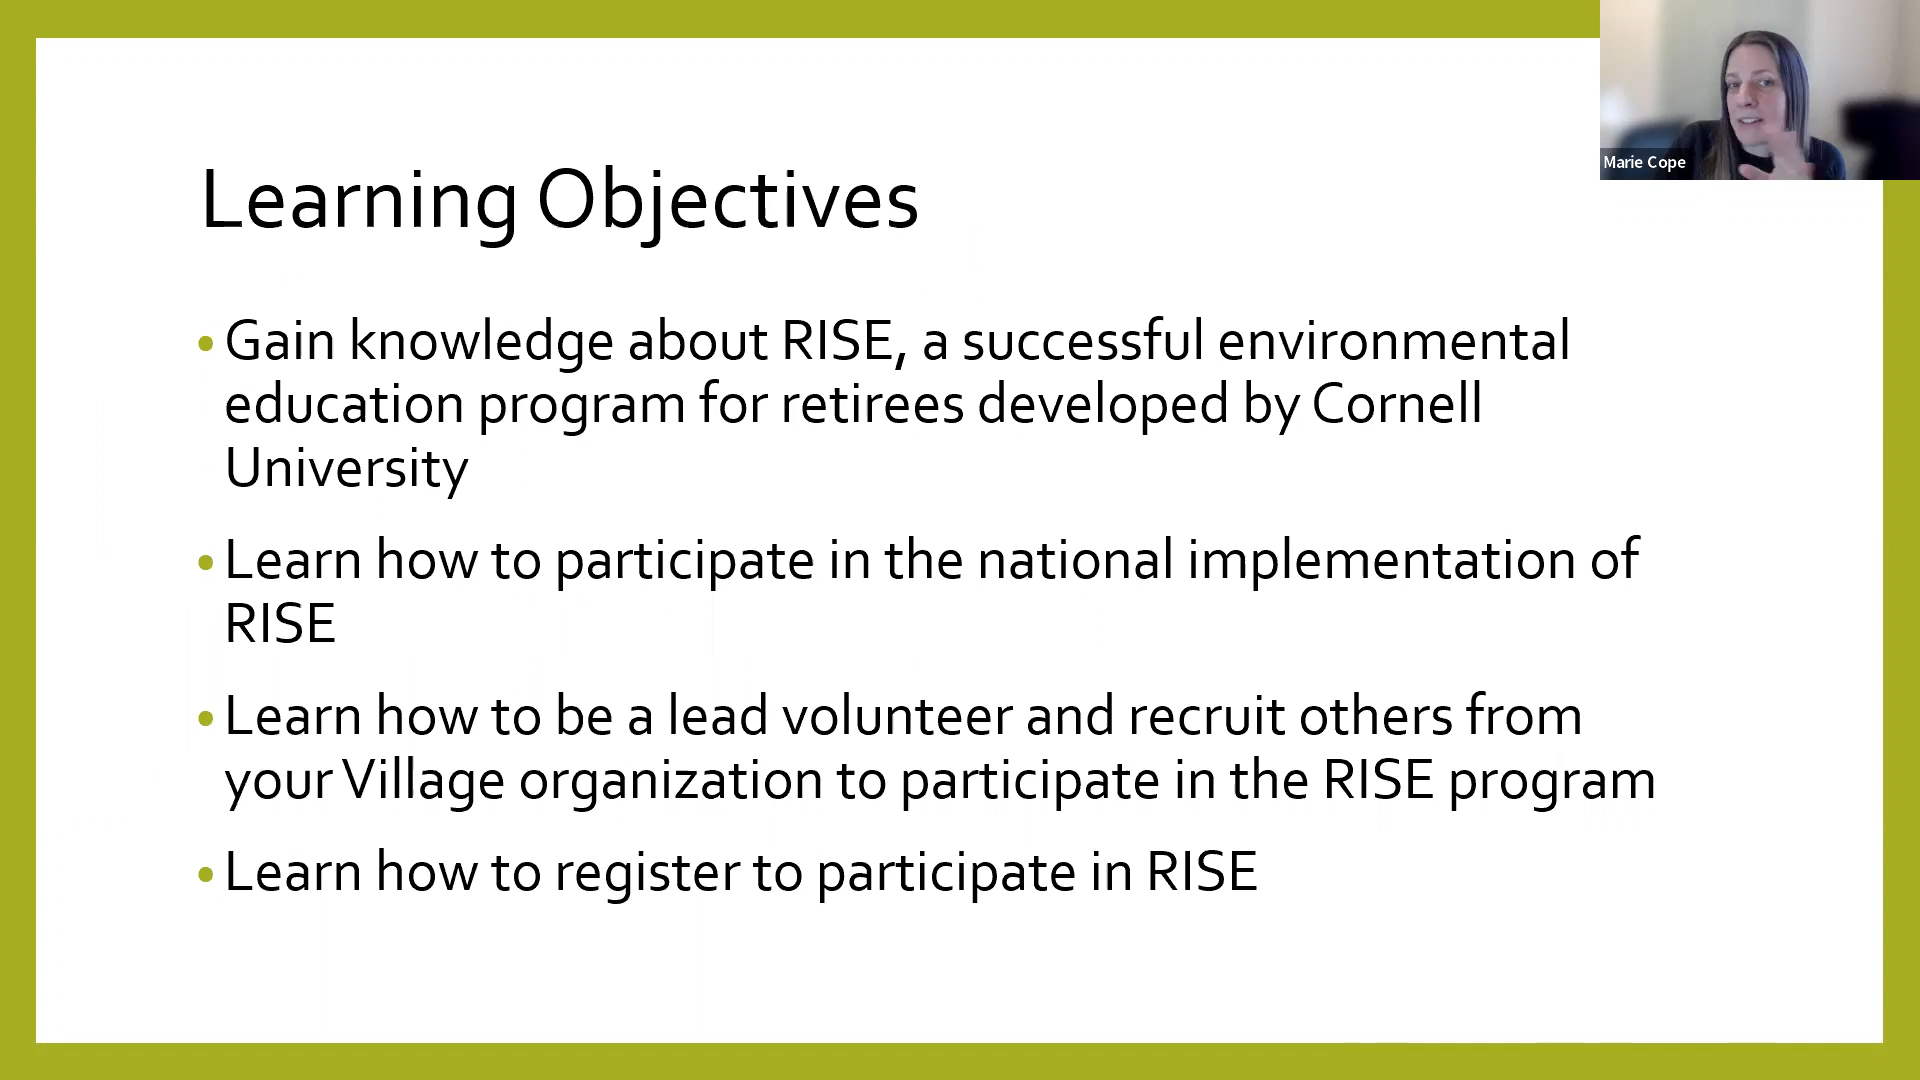 Marie Cope
Learning Objectives
• Gain knowledge about RISE, a successful environmental
education program for retirees developed by Cornell
University
• Learn how to participate in the national implementation of
RISE
• Learn how to be a lead volunteer and recruit others from
your Village organization to participate in the RISE program
• Learn how to register to participate in RISE